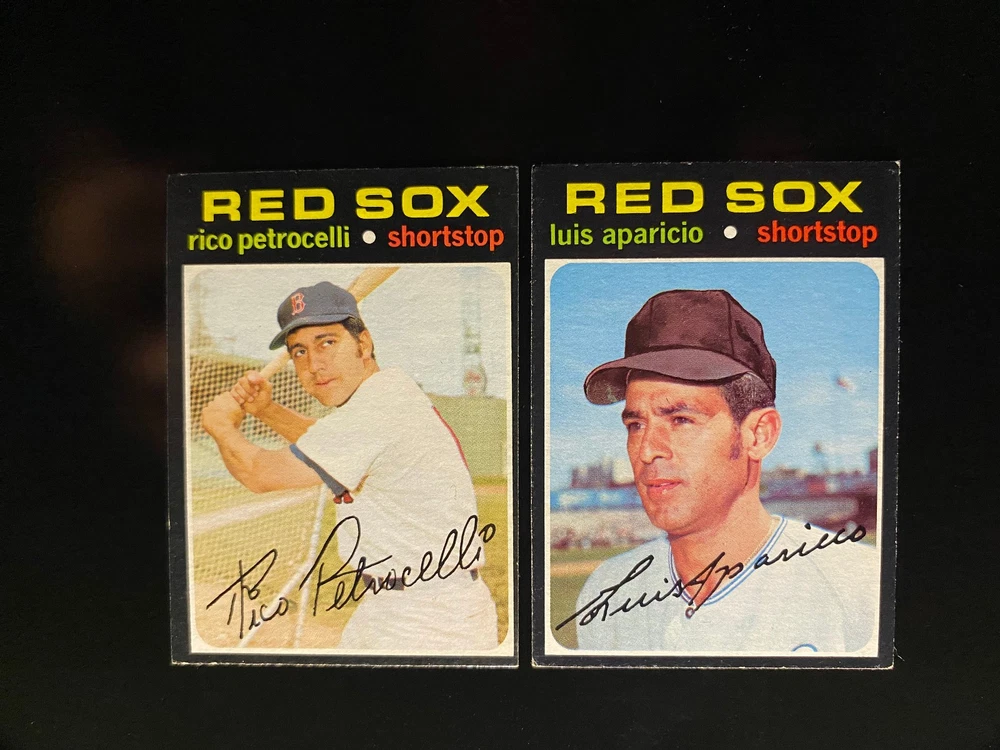 RED SOX
rico petrocelli • shortstop
B
Rico Petrocelli
RED SOX
luis aparicio • shortstop
Luis Aparicio